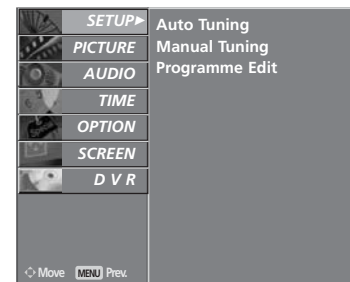 SETUP
PICTURE
AUDIO
TIME
OPTION
SCREEN
D V R
Auto Tuning
Manual Tuning
Programme Edit
Move MENU Prev.